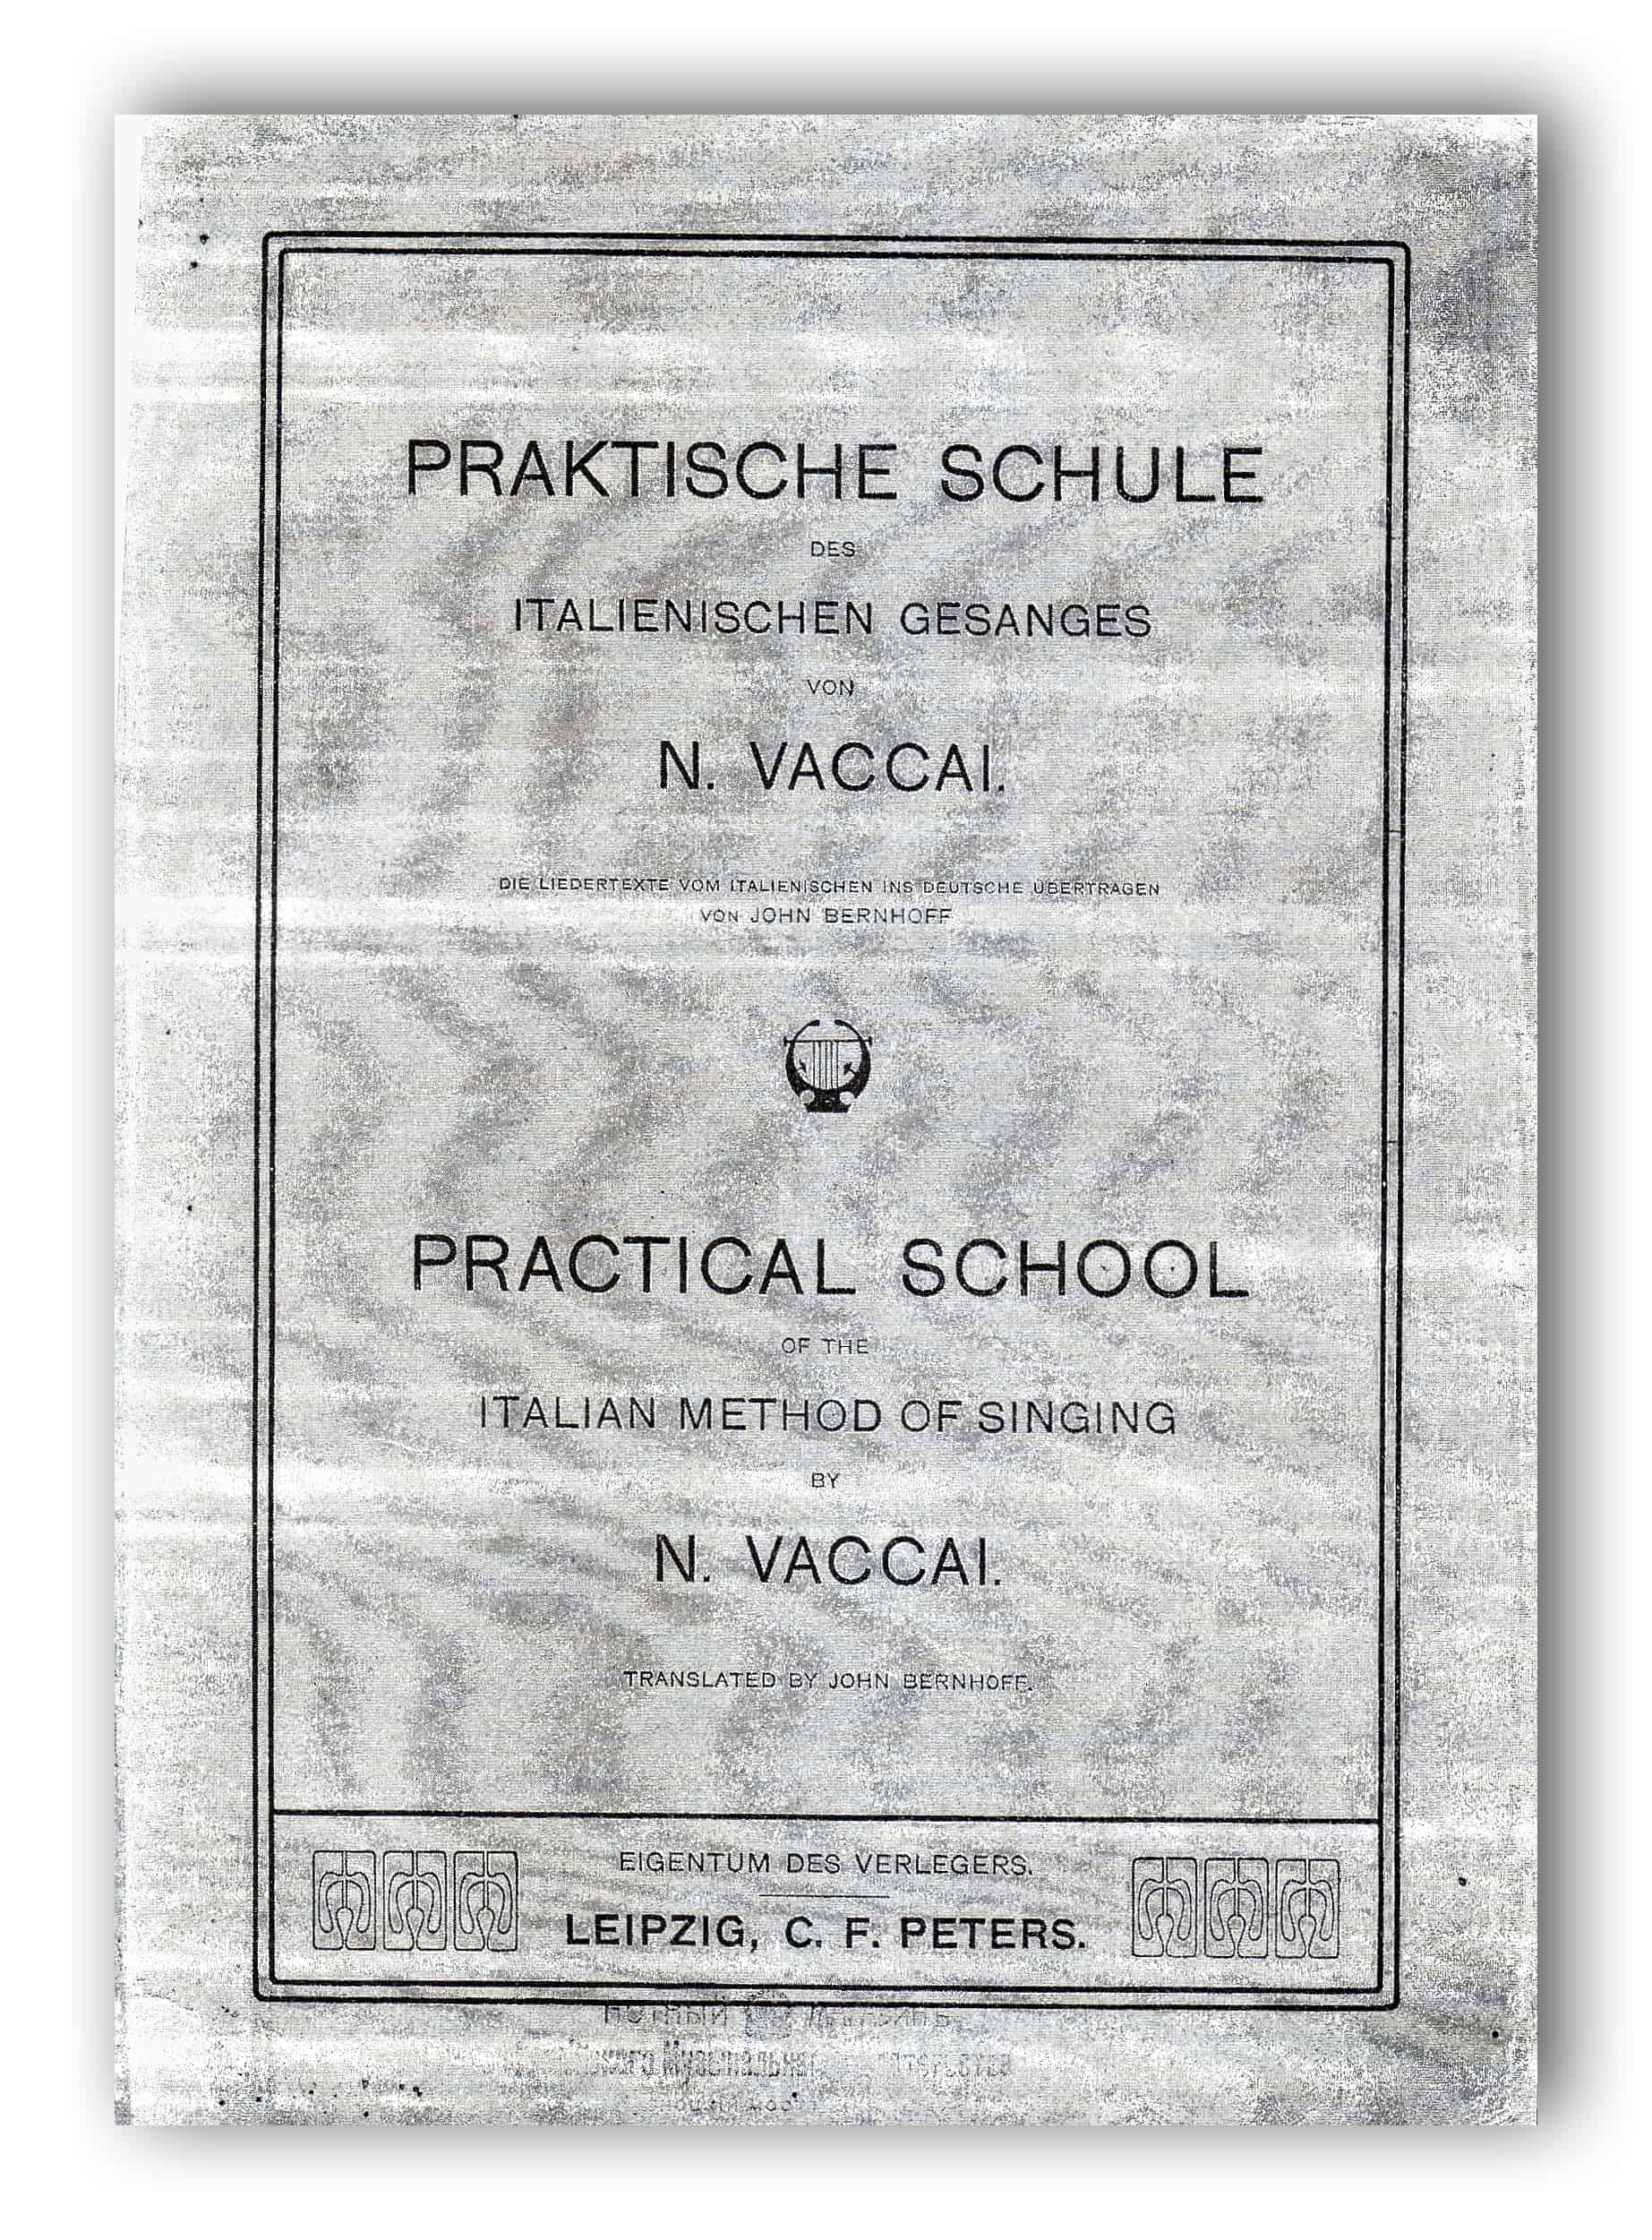 PRAKTISCHE SCHULE
DES
ITALIENISCHEN GESANGES
VON
N. VACCAI.
DIE LIEDERTEXTE VOM ITALIENISCHEN INS DEUTSCHE ÜBERTRAGEN
VON JOHN BERNHOFF
PRACTICAL SCHOOL
OF THE
ITALIAN METHOD OF SINGING
BY
N. VACCAI.
TRANSLATED BY JOHN BERNHOFF.
EIGENTUM DES VERLEGERS.
LEIPZIG, C. F. PETERS.